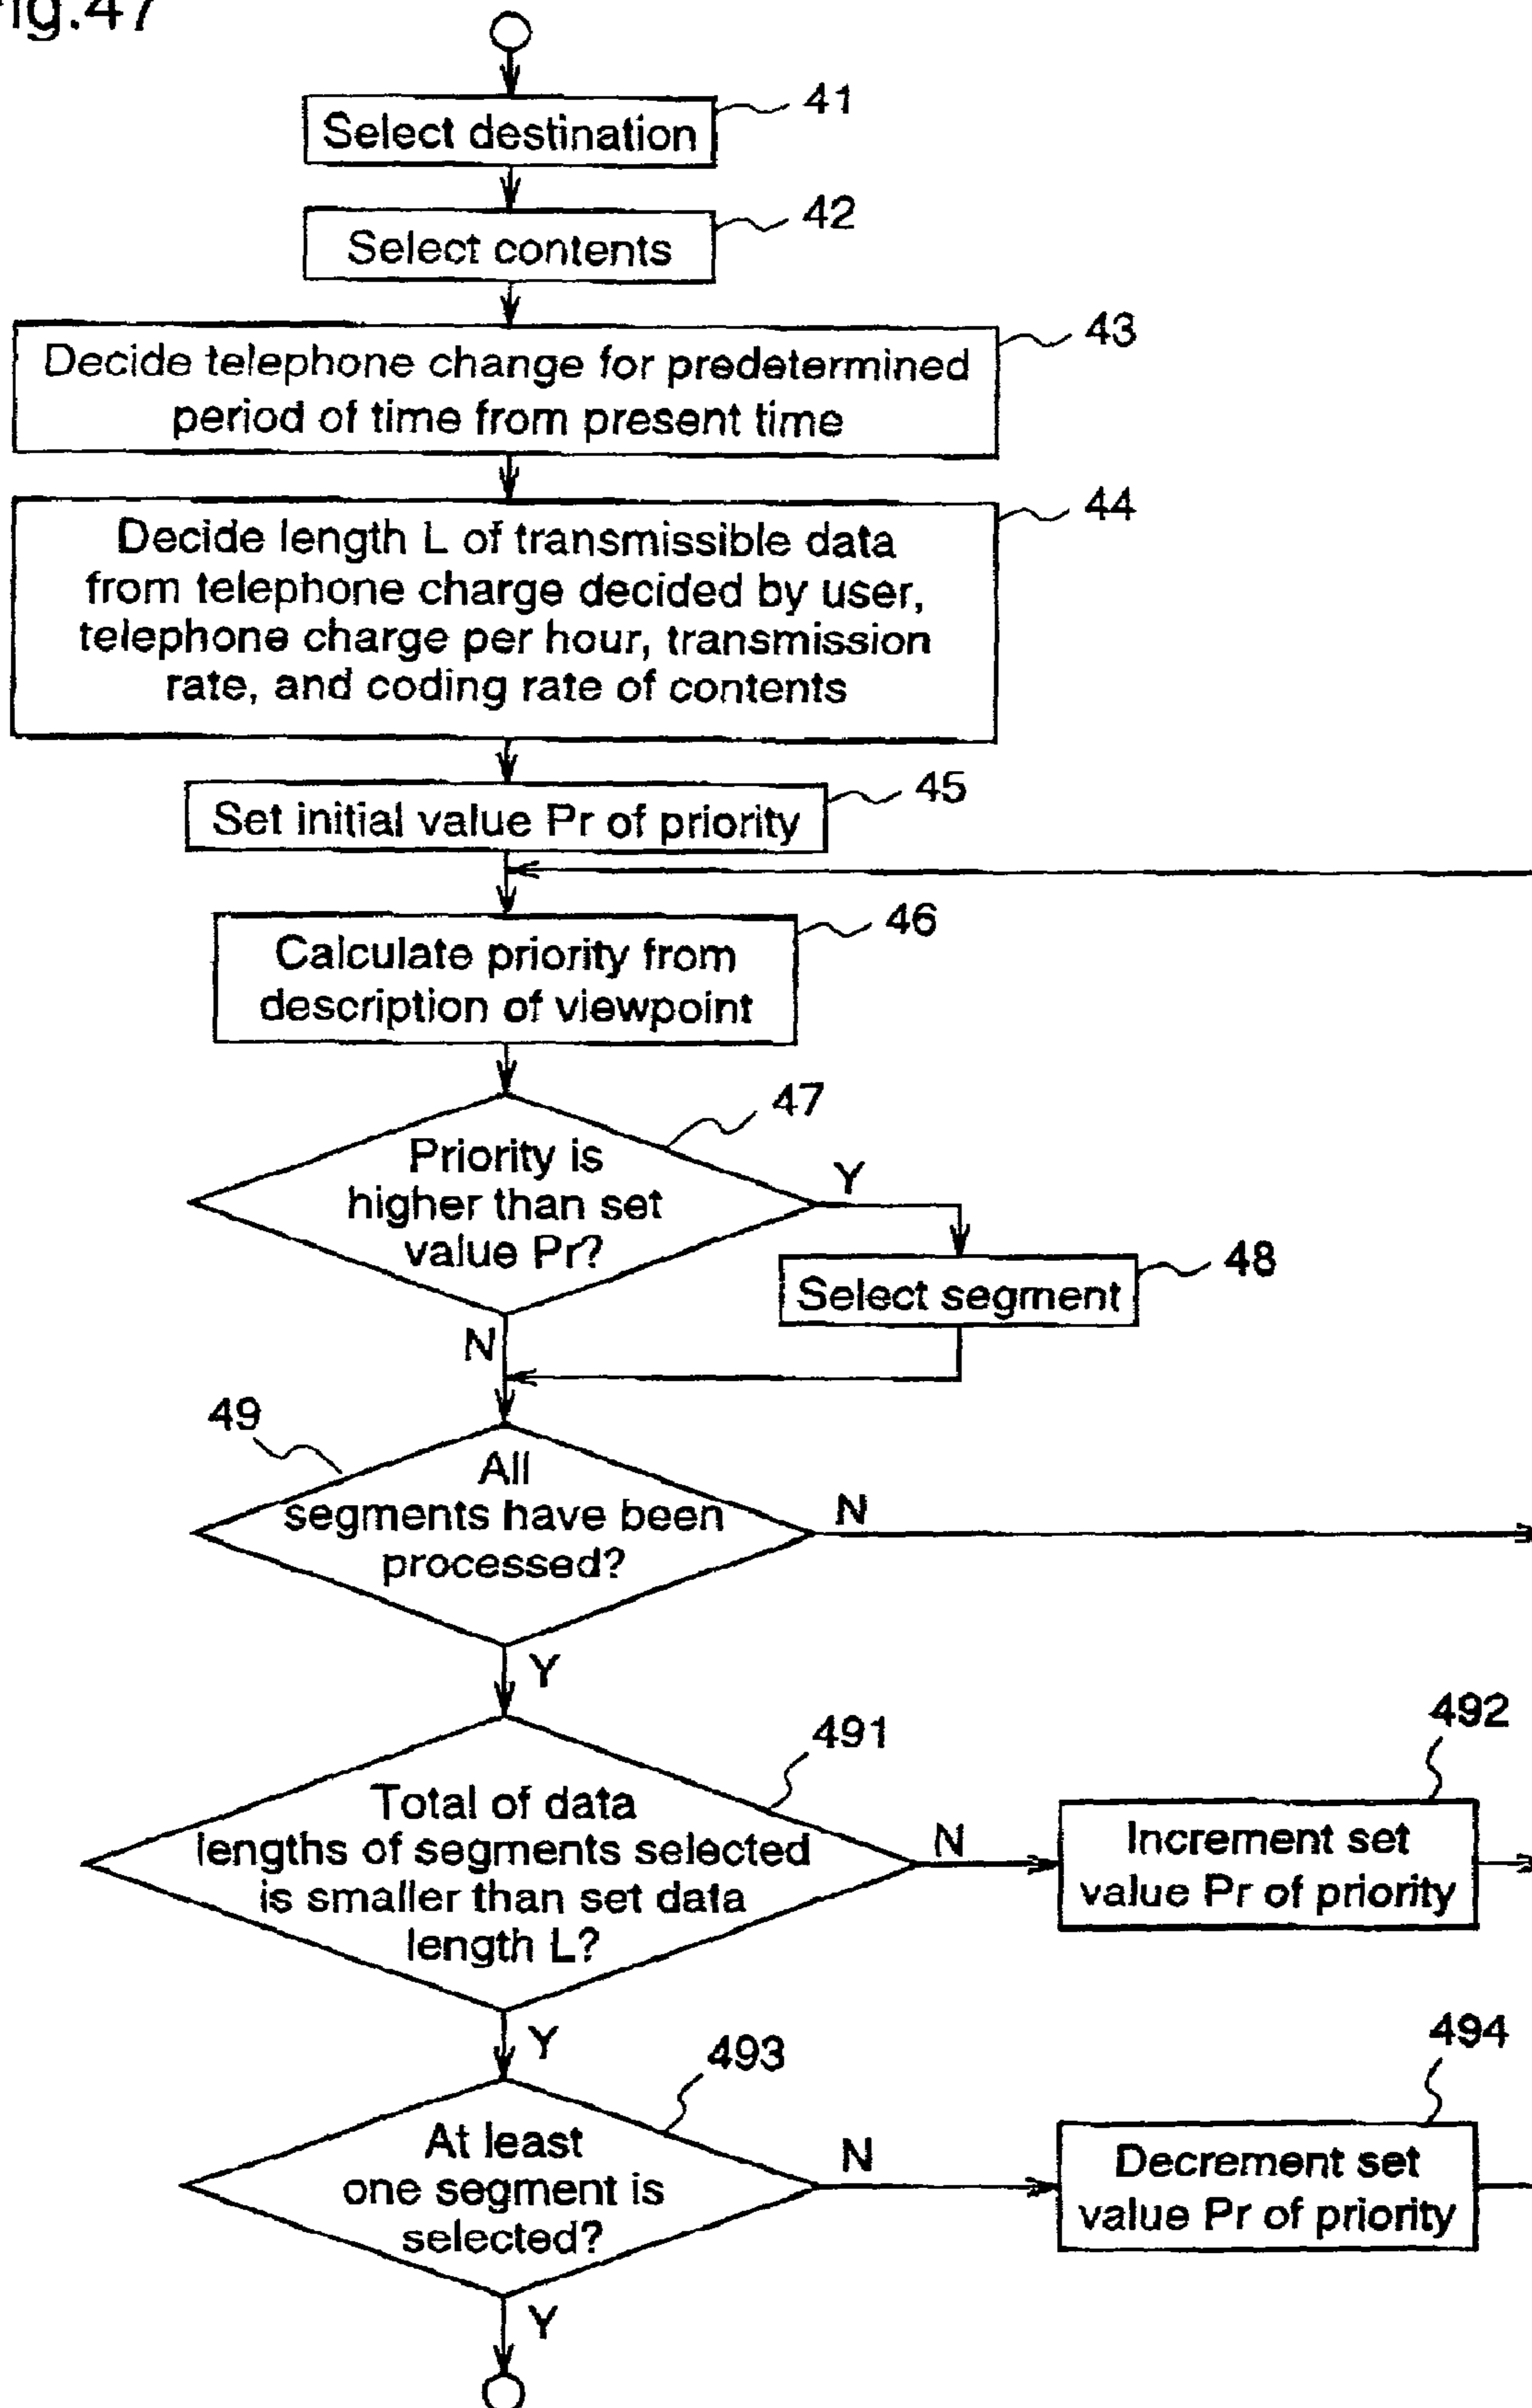 Fig.47
41
Select destination
42
Select contents
43
Decide telephone change for predetermined
period of time from present time
44
Decide length L of transmissible data
from telephone charge decided by user,
telephone charge per hour, transmission
rate, and coding rate of contents
45
Set initial value Pr of priority
46
Calculate priority from
description of viewpoint
47
Priority is
higher than set
value Pr?
Y
48
Select segment
N
49
All
segments have been
processed?
N
Y
491
Total of data
lengths of segments selected
is smaller than set data
length L?
N
492
Increment set
value Pr of priority
Y
493
At least
one segment is
selected?
N
494
Decrement set
value Pr of priority
Y